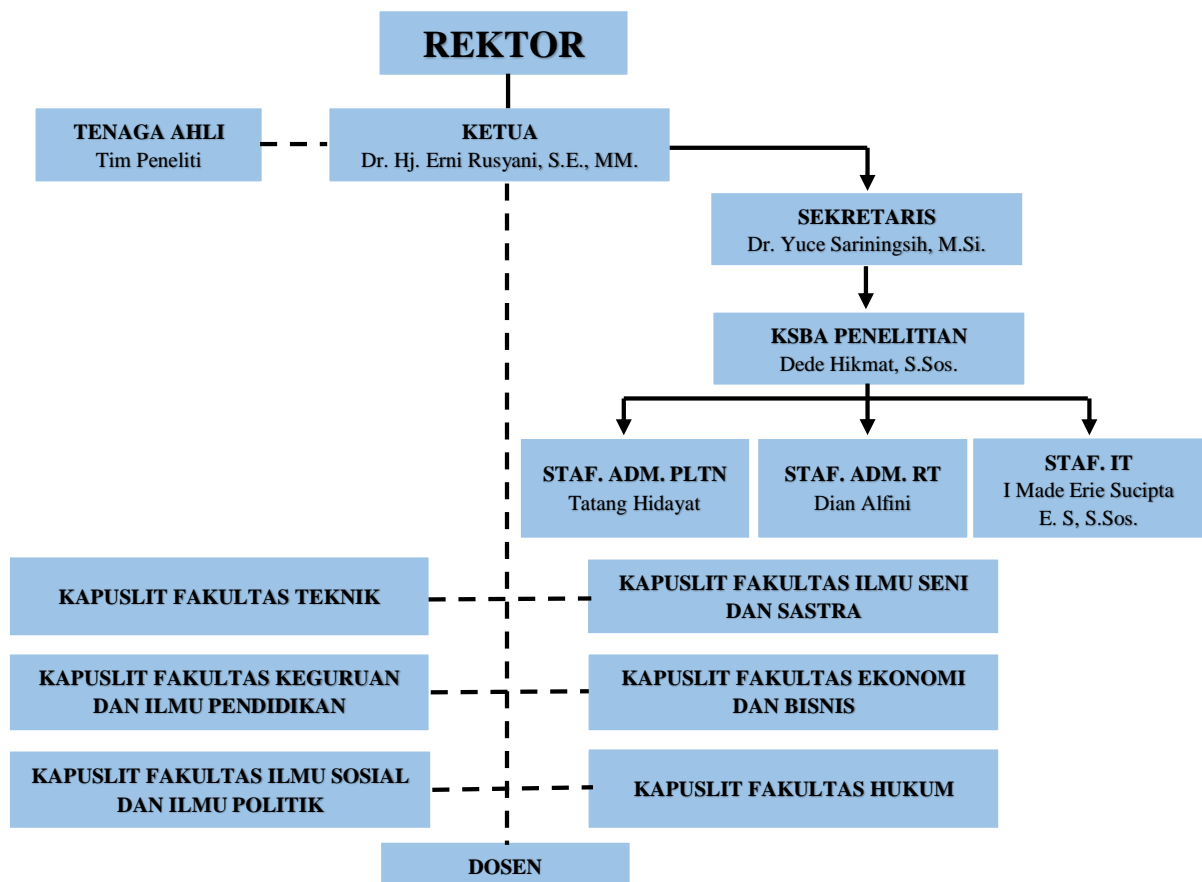 REKTOR
TENAGA AHLI
Tim Peneliti
KETUA
Dr. Hj. Erni Rusyani, S.E., MM.
SEKRETARIS
Dr. Yuce Sariningsih, M.Si.
KSBA PENELITIAN
Dede Hikmat, S.Sos.
STAF. ADM. PLTN
Tatang Hidayat
STAF. ADM. RT
Dian Alfini
STAF. IT
I Made Erie Sucipta
E. S, S.Sos.
KAPUSLIT FAKULTAS TEKNIK
KAPUSLIT FAKULTAS ILMU SENI
DAN SASTRA
KAPUSLIT FAKULTAS KEGURUAN
DAN ILMU PENDIDIKAN
KAPUSLIT FAKULTAS EKONOMI
DAN BISNIS
KAPUSLIT FAKULTAS ILMU SOSIAL
DAN ILMU POLITIK
KAPUSLIT FAKULTAS HUKUM
DOSEN